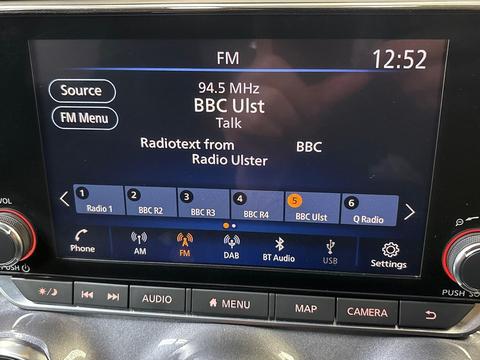 FM
12:52
Source
94.5 MHz
BBC Ulst
FM Menu
Talk
Radiotext from BBC
Radio Ulster
1 2 3 4 5 6
Radio 1 BBC R2 BBC R3 BBC R4 BBC Ulst Q Radio
Phone AM FM DAB BT Audio USB Settings
VOL
PUSH
PUSH
AUDIO MENU MAP CAMERA